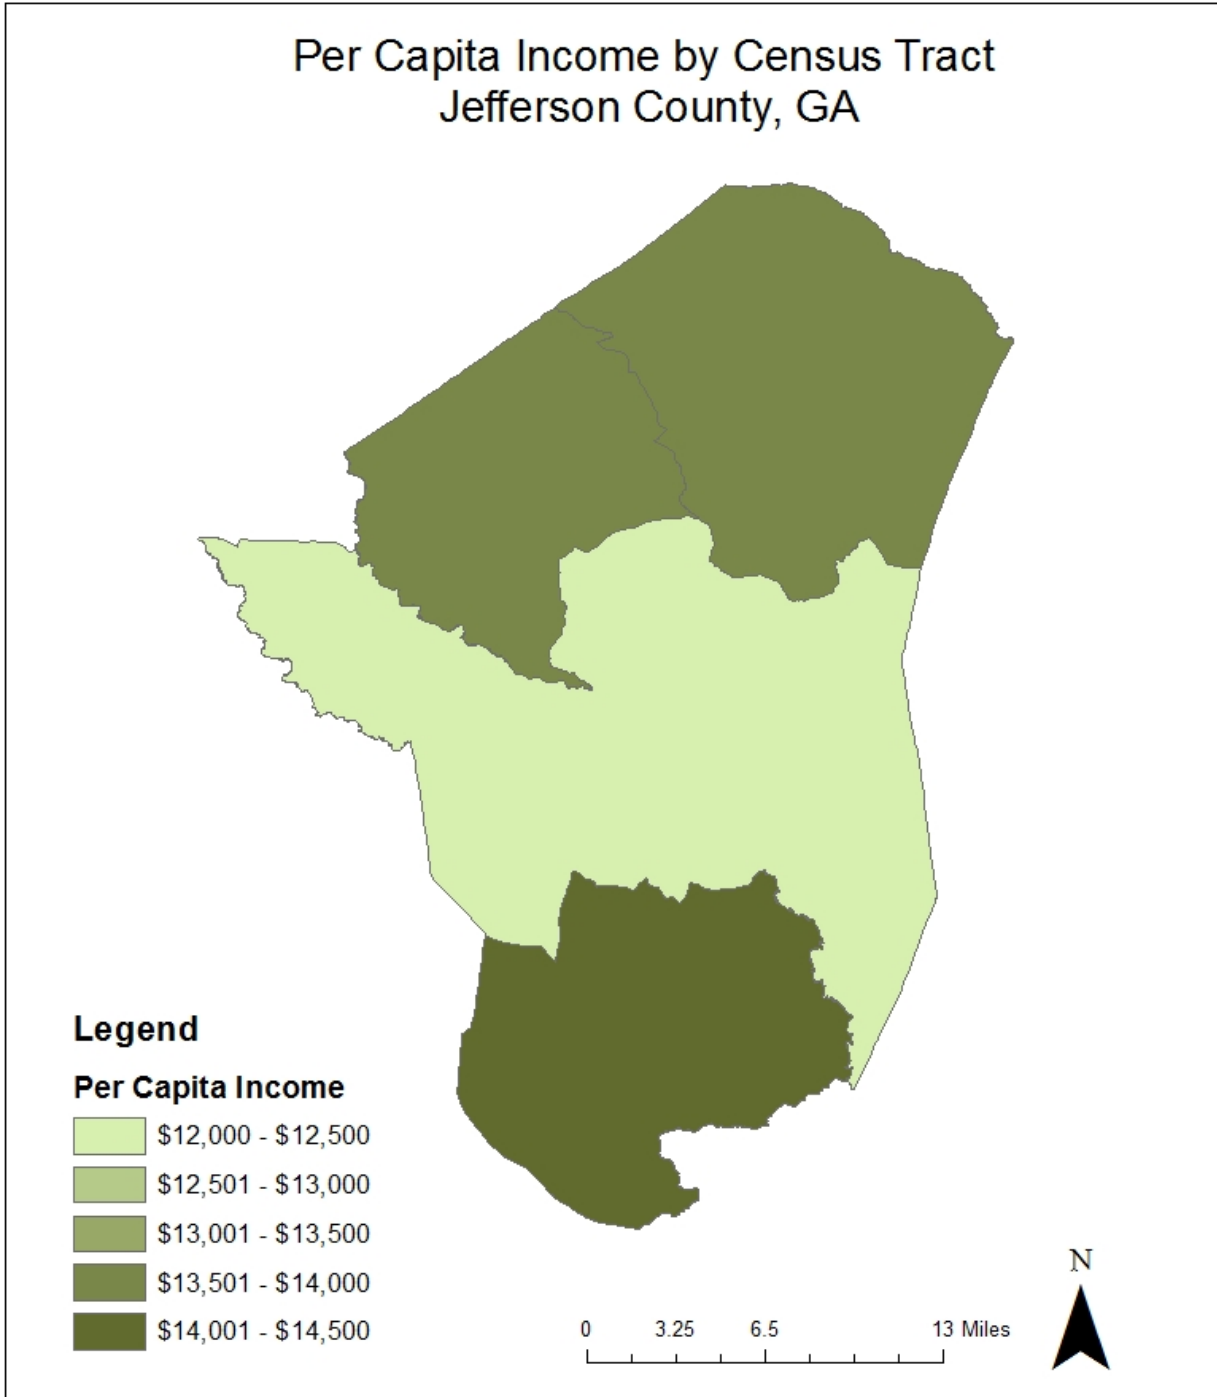 Per Capita Income by Census Tract
Jefferson County, GA
Legend
Per Capita Income
$12,000 - $12,500
$12,501 - $13,000
$13,001 - $13,500
$13,501 - $14,000
$14,001 - $14,500
N
0 3.25 6.5 13 Miles